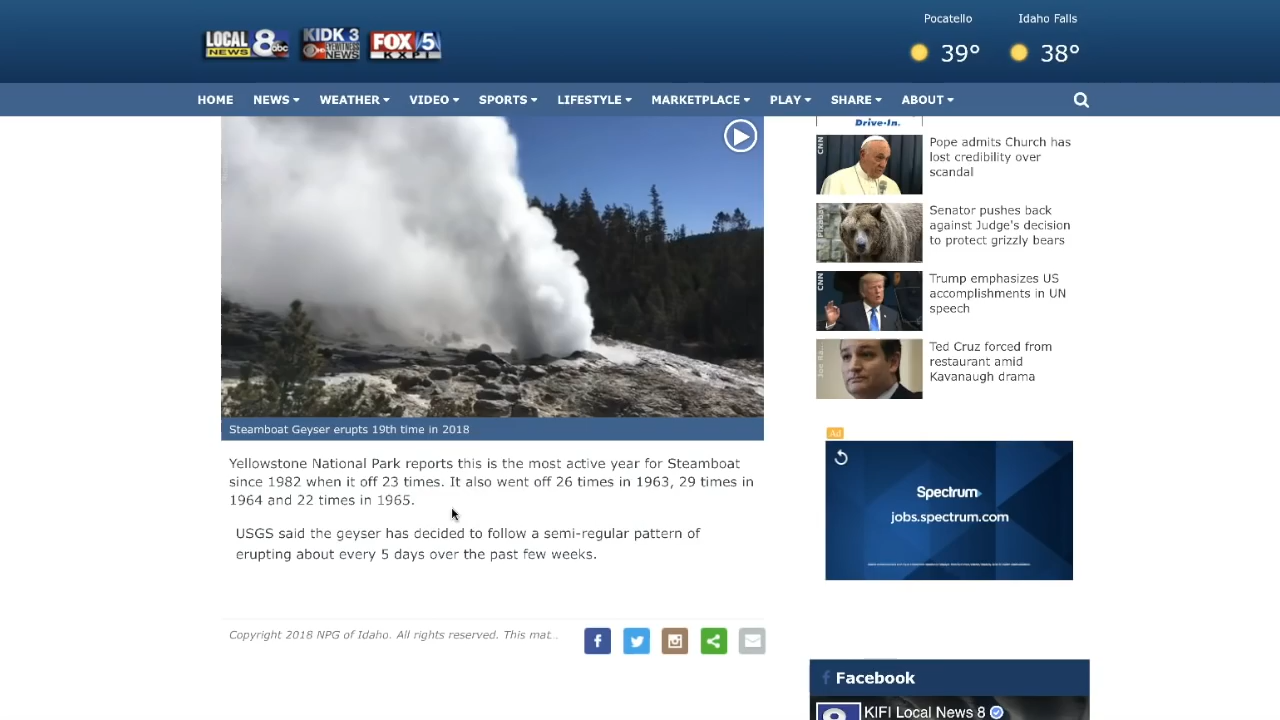 Pocatello
Idaho Falls
39°
38°
LOCAL
NEWS
8
abc
KIDK 3
EYEWITNESS
NEWS
FOX 5
KXPI
HOME
NEWS
WEATHER
VIDEO
SPORTS
LIFESTYLE
MARKETPLACE
PLAY
SHARE
ABOUT
Steamboat Geyser erupts 19th time in 2018
Yellowstone National Park reports this is the most active year for Steamboat
since 1982 when it off 23 times. It also went off 26 times in 1963, 29 times in
1964 and 22 times in 1965.
USGS said the geyser has decided to follow a semi-regular pattern of
erupting about every 5 days over the past few weeks.
Copyright 2018 NPG of Idaho. All rights reserved. This mat...
Drive-In.
CNN
Pope admits Church has
lost credibility over
scandal
Pixabay
Senator pushes back
against Judge's decision
to protect grizzly bears
CNN
Trump emphasizes US
accomplishments in UN
speech
Joe Ra...
Ted Cruz forced from
restaurant amid
Kavanaugh drama
Ad
Spectrum
jobs.spectrum.com
Facebook
KIFI Local News 8